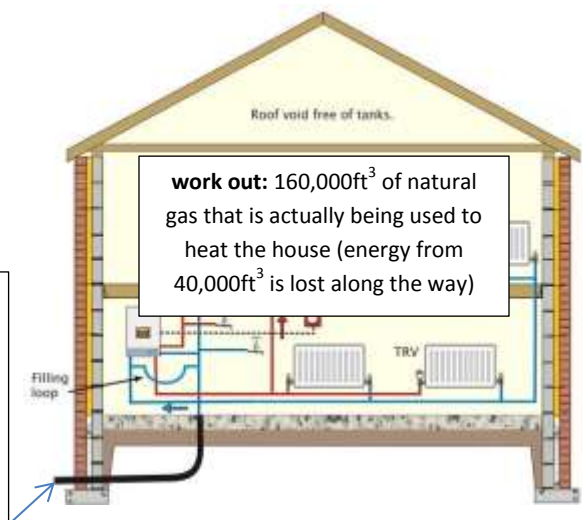 Roof void free of tanks.
work out: 160,000ft³ of natural
gas that is actually being used to
heat the house (energy from
40,000ft³ is lost along the way)
TRV
Filling
loop